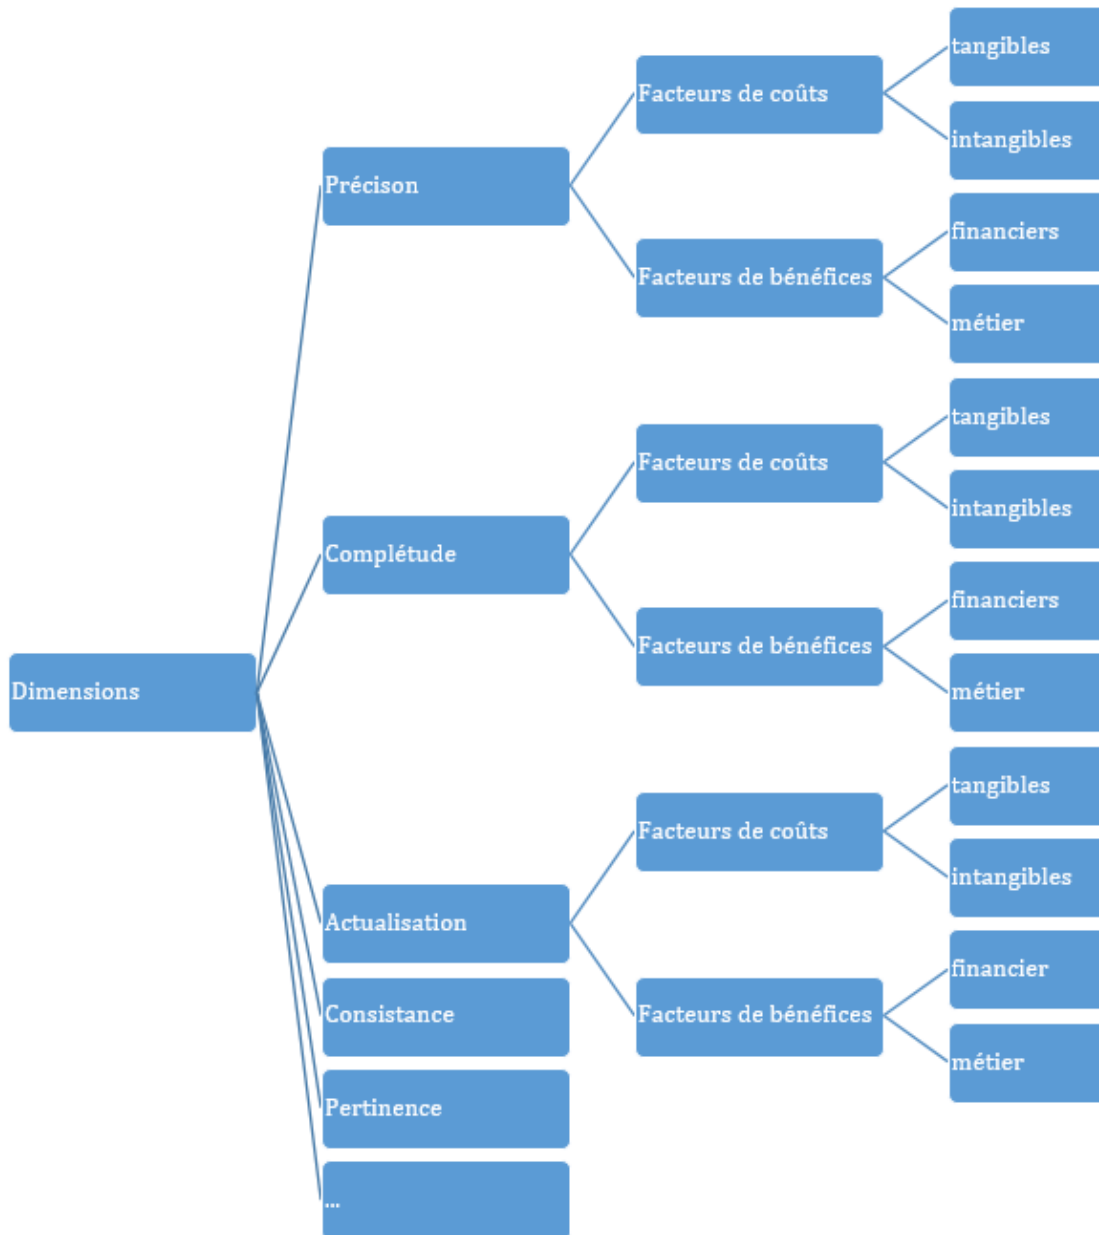 Dimensions
Précison
Facteurs de coûts
tangibles
intangibles
Facteurs de bénéfices
financiers
métier
Complétude
Facteurs de coûts
tangibles
intangibles
Facteurs de bénéfices
financiers
métier
Actualisation
Facteurs de coûts
tangibles
intangibles
Facteurs de bénéfices
financier
métier
Consistance
Pertinence
...